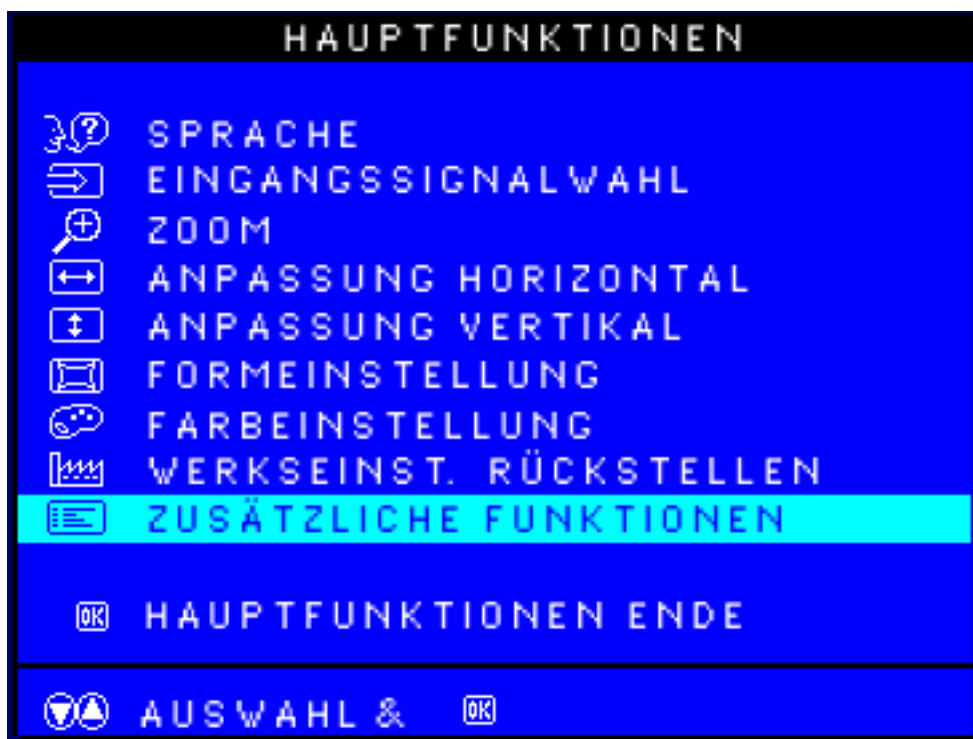 HAUPTFUNKTIONEN
SPRACHE
EINGANGSSIGNALWAHL
ZOOM
ANPASSUNG HORIZONTAL
ANPASSUNG VERTIKAL
FORMEINSTELLUNG
FARBEINSTELLUNG
WERKSEINST. RÜCKSTELLEN
ZUSÄTZLICHE FUNKTIONEN
OK HAUPTFUNKTIONEN ENDE
AUSWAHL & OK